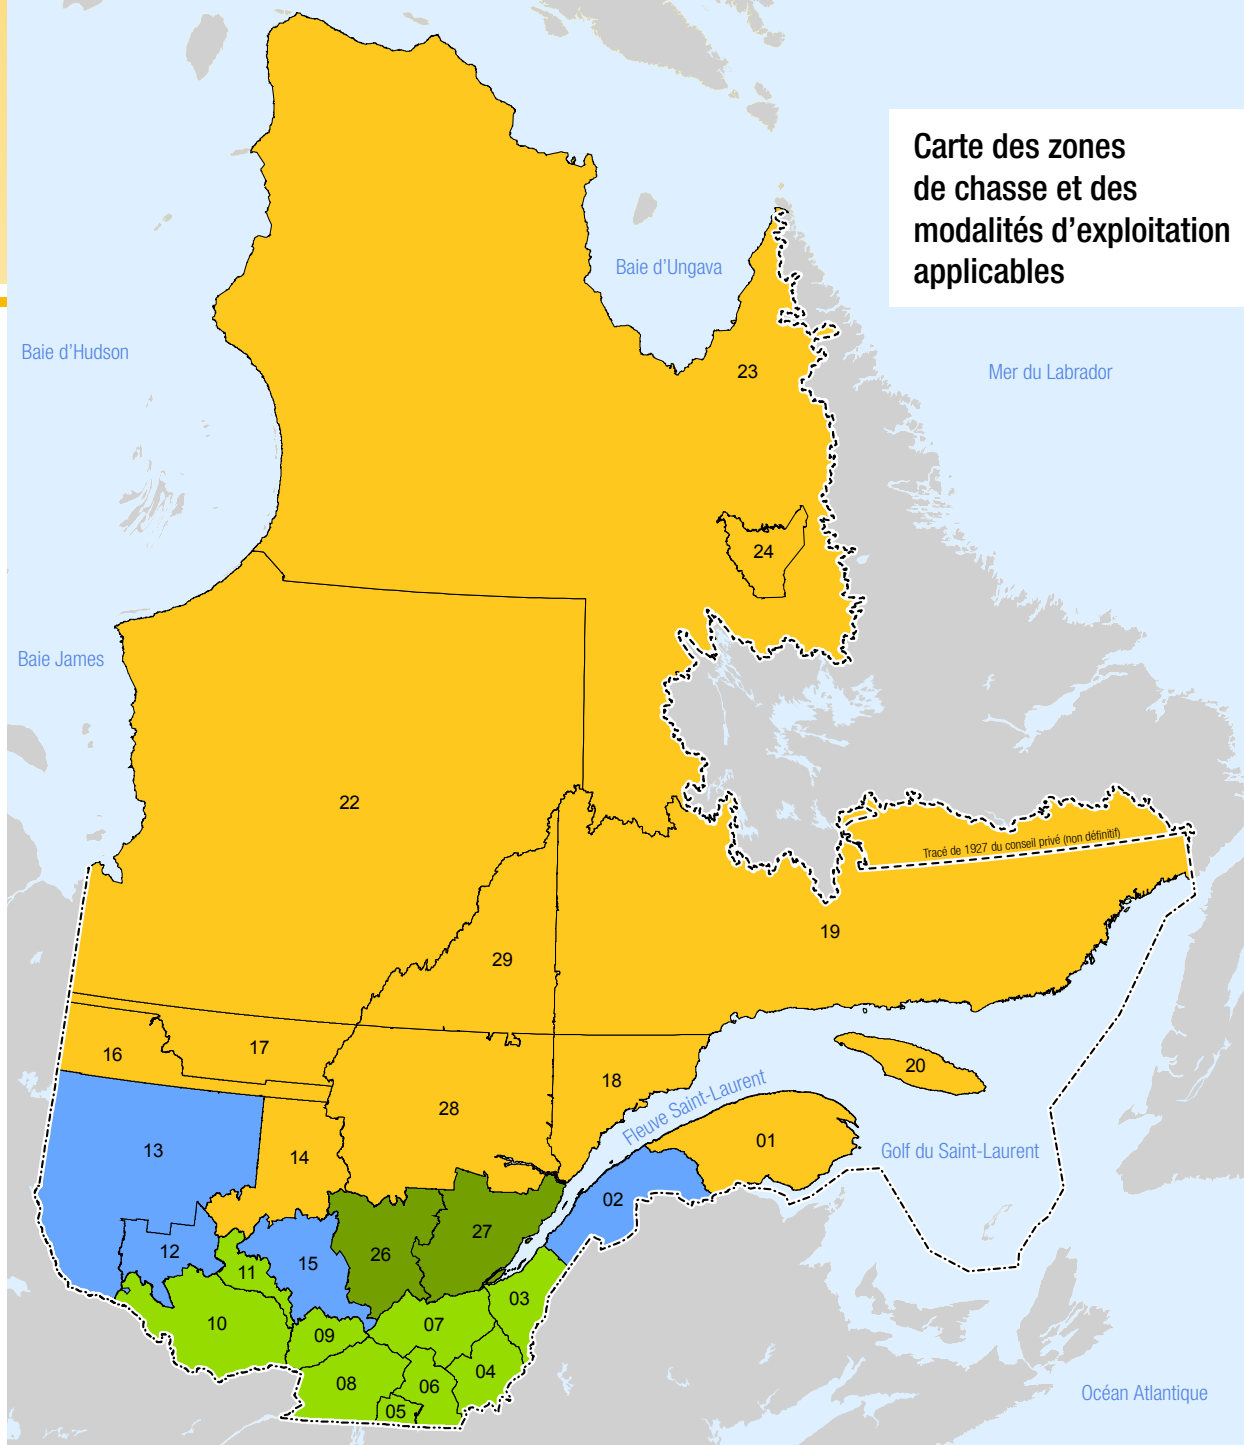 Carte des zones
de chasse et des
modalités d'exploitation
applicables
Baie d'Ungava
Baie d'Hudson
23
Mer du Labrador
24
Baie James
22
Tracé de 1927 du conseil privé (non définitif)
19
29
17
16
20
18
Fleuve Saint-Laurent
28
01
13
14
Golf du Saint-Laurent
02
27
12
26
15
11
03
10
09
07
04
08
06
05
Océan Atlantique